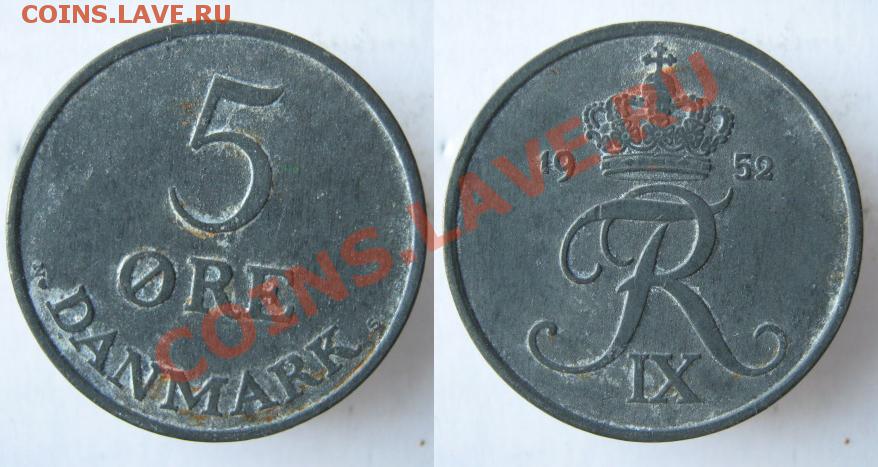 COINS.LAVE.RU
5
ØRE
N. DANMARK S
COINS.LAVE.RU
19 52
FR
IX